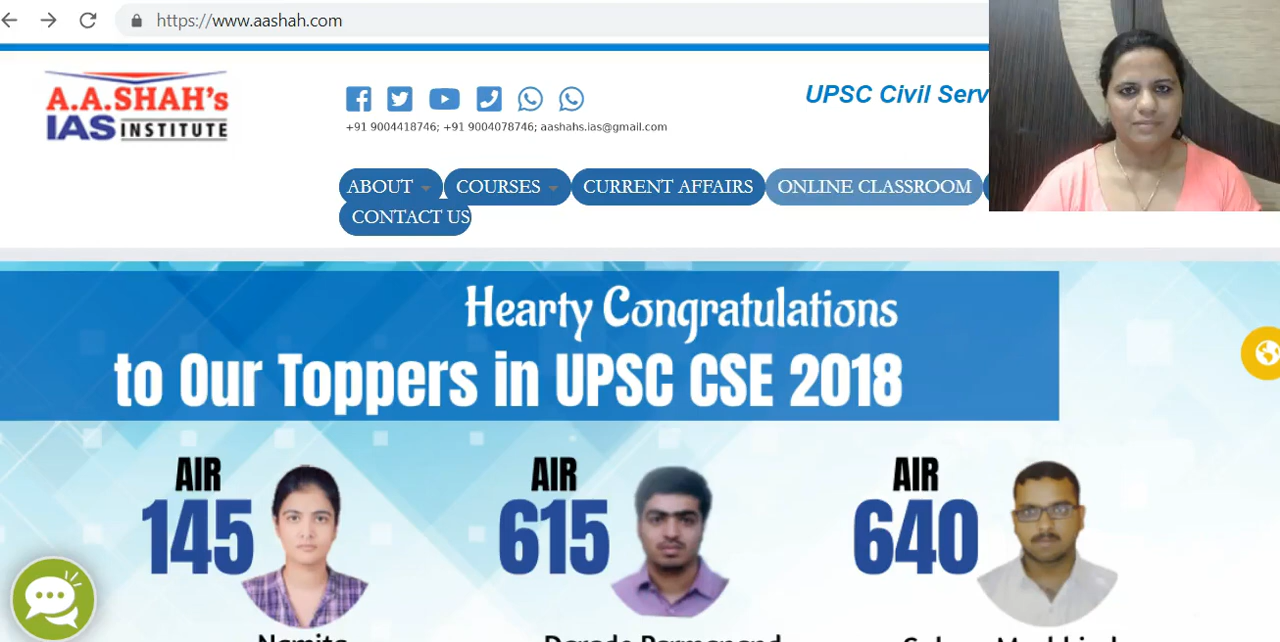 https://www.aashah.com
A.A.SHAH's
IAS INSTITUTE
+91 9004418746; +91 9004078746; aashahs.ias@gmail.com
UPSC Civil Serv
ABOUT COURSES CURRENT AFFAIRS ONLINE CLASSROOM
CONTACT US
Hearty Congratulations
to Our Toppers in UPSC CSE 2018
AIR
145
AIR
615
AIR
640
Namita